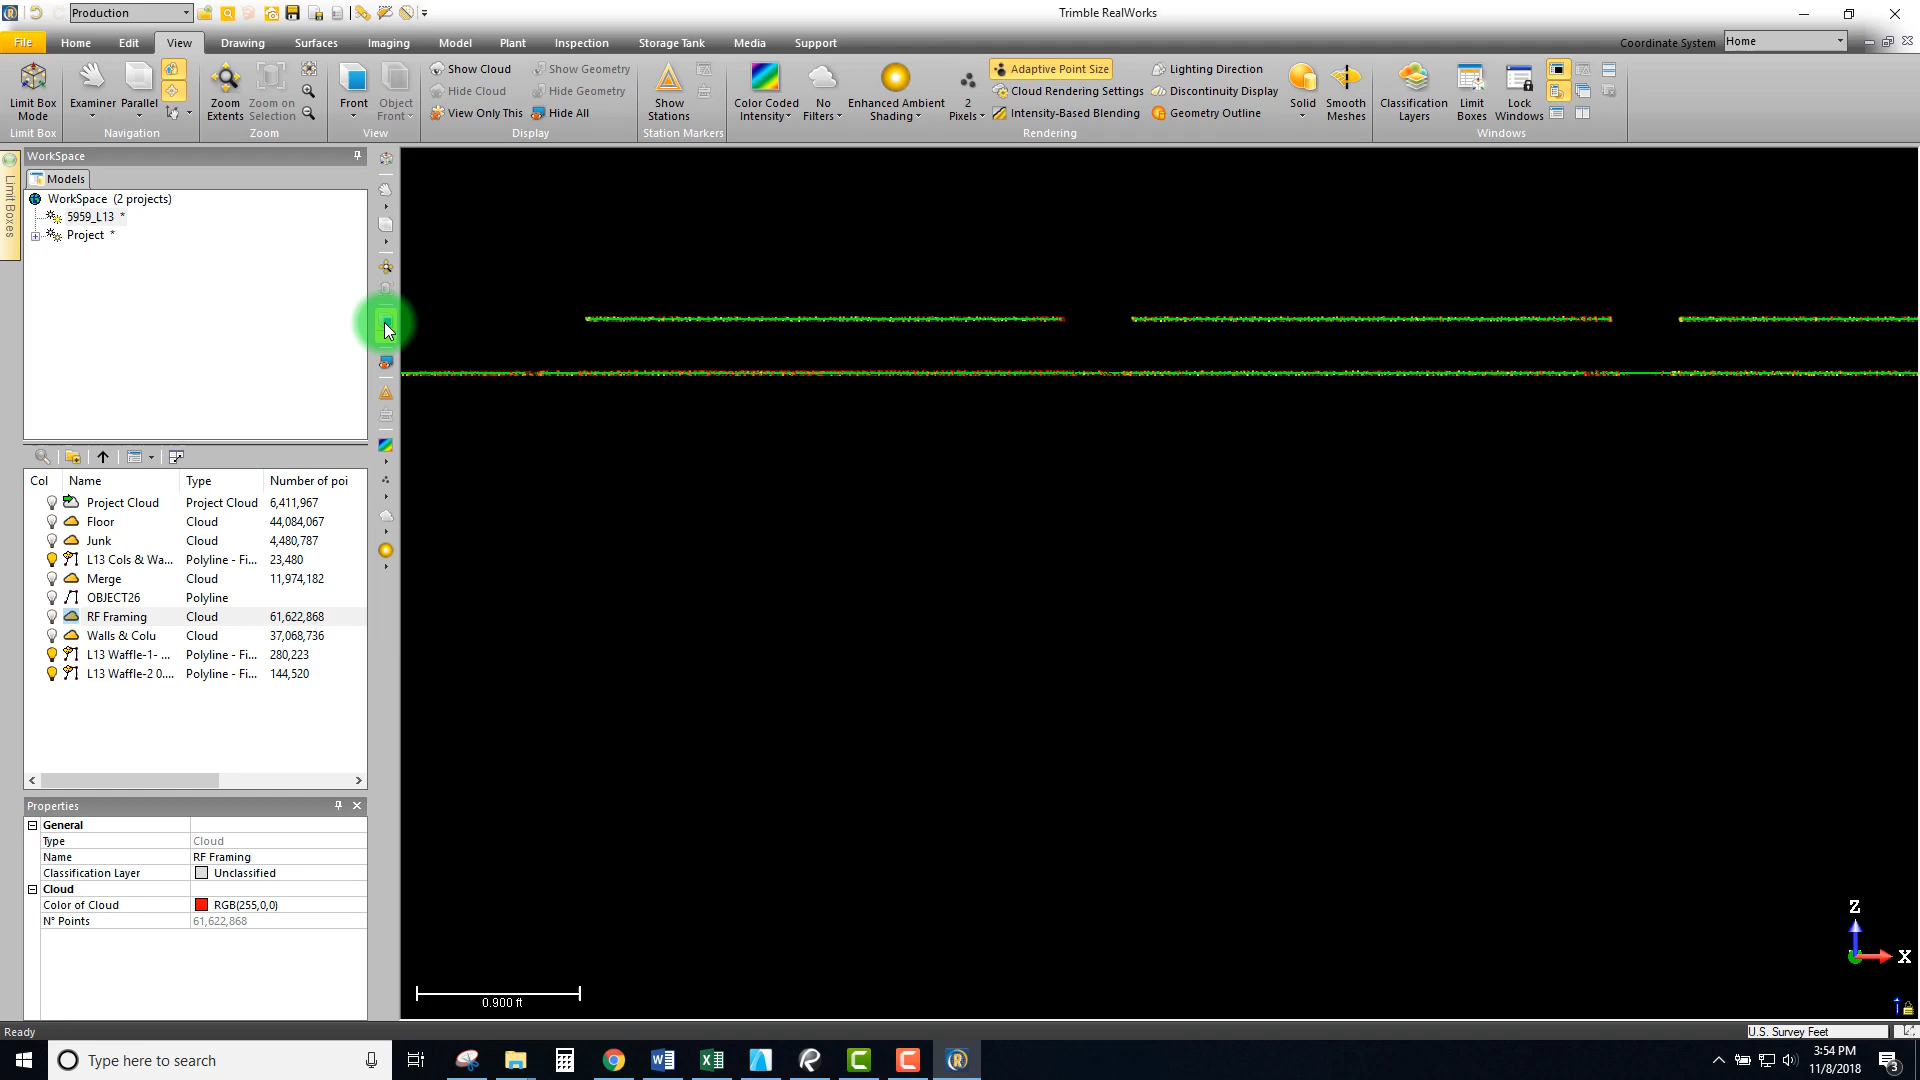 Production
Trimble RealWorks
File
Home
Edit
View
Drawing
Surfaces
Imaging
Model
Plant
Inspection
Storage Tank
Media
Support
Coordinate System
Home
Limit Box Mode
Limit Box
Examiner
Parallel
Navigation
Zoom Extents
Zoom on Selection
Zoom
Front
Object Front
View
Show Cloud
Hide Cloud
View Only This
Show Geometry
Hide Geometry
Hide All
Display
Show Stations
Station Markers
Color Coded Intensity
No Filters
Enhanced Ambient Shading
2 Pixels
Adaptive Point Size
Cloud Rendering Settings
Intensity-Based Blending
Lighting Direction
Discontinuity Display
Geometry Outline
Rendering
Solid
Smooth Meshes
Classification Layers
Limit Boxes
Lock Windows
Windows
Limit Boxes
WorkSpace
Models
WorkSpace (2 projects)
5959_L13 *
Project *
Col Name Type Number of poi
Project Cloud Project Cloud 6,411,967
Floor Cloud 44,084,067
Junk Cloud 4,480,787
L13 Cols & Wa... Polyline - Fi... 23,480
Merge Cloud 11,974,182
OBJECT26 Polyline
RF Framing Cloud 61,622,868
Walls & Colu Cloud 37,068,736
L13 Waffle-1- ... Polyline - Fi... 280,223
L13 Waffle-2 0.... Polyline - Fi... 144,520
Properties
General
Type Cloud
Name RF Framing
Classification Layer Unclassified
Cloud
Color of Cloud RGB(255,0,0)
N° Points 61,622,868
0.900 ft
Z
X
1
Ready
U.S. Survey Feet
Type here to search
3:54 PM
11/8/2018
3